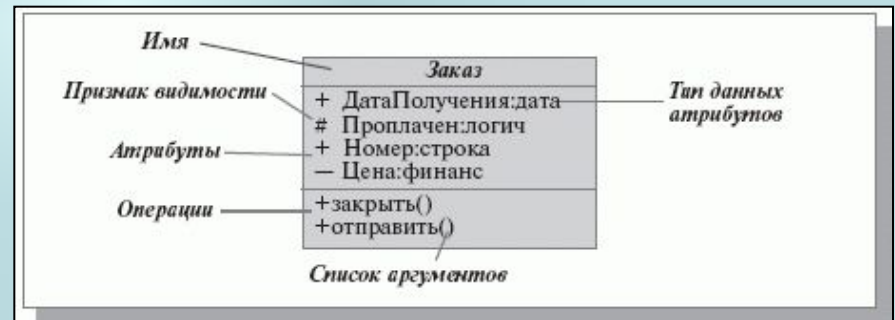 Имя
Заказ
Признак видимости
+ ДатаПолучения:дата
Тип данных
атрибутов
# Проплачен:логич
Атрибуты
+ Номер:строка
— Цена:финанс
Операции
+закрыть()
+отправить()
Список аргументов